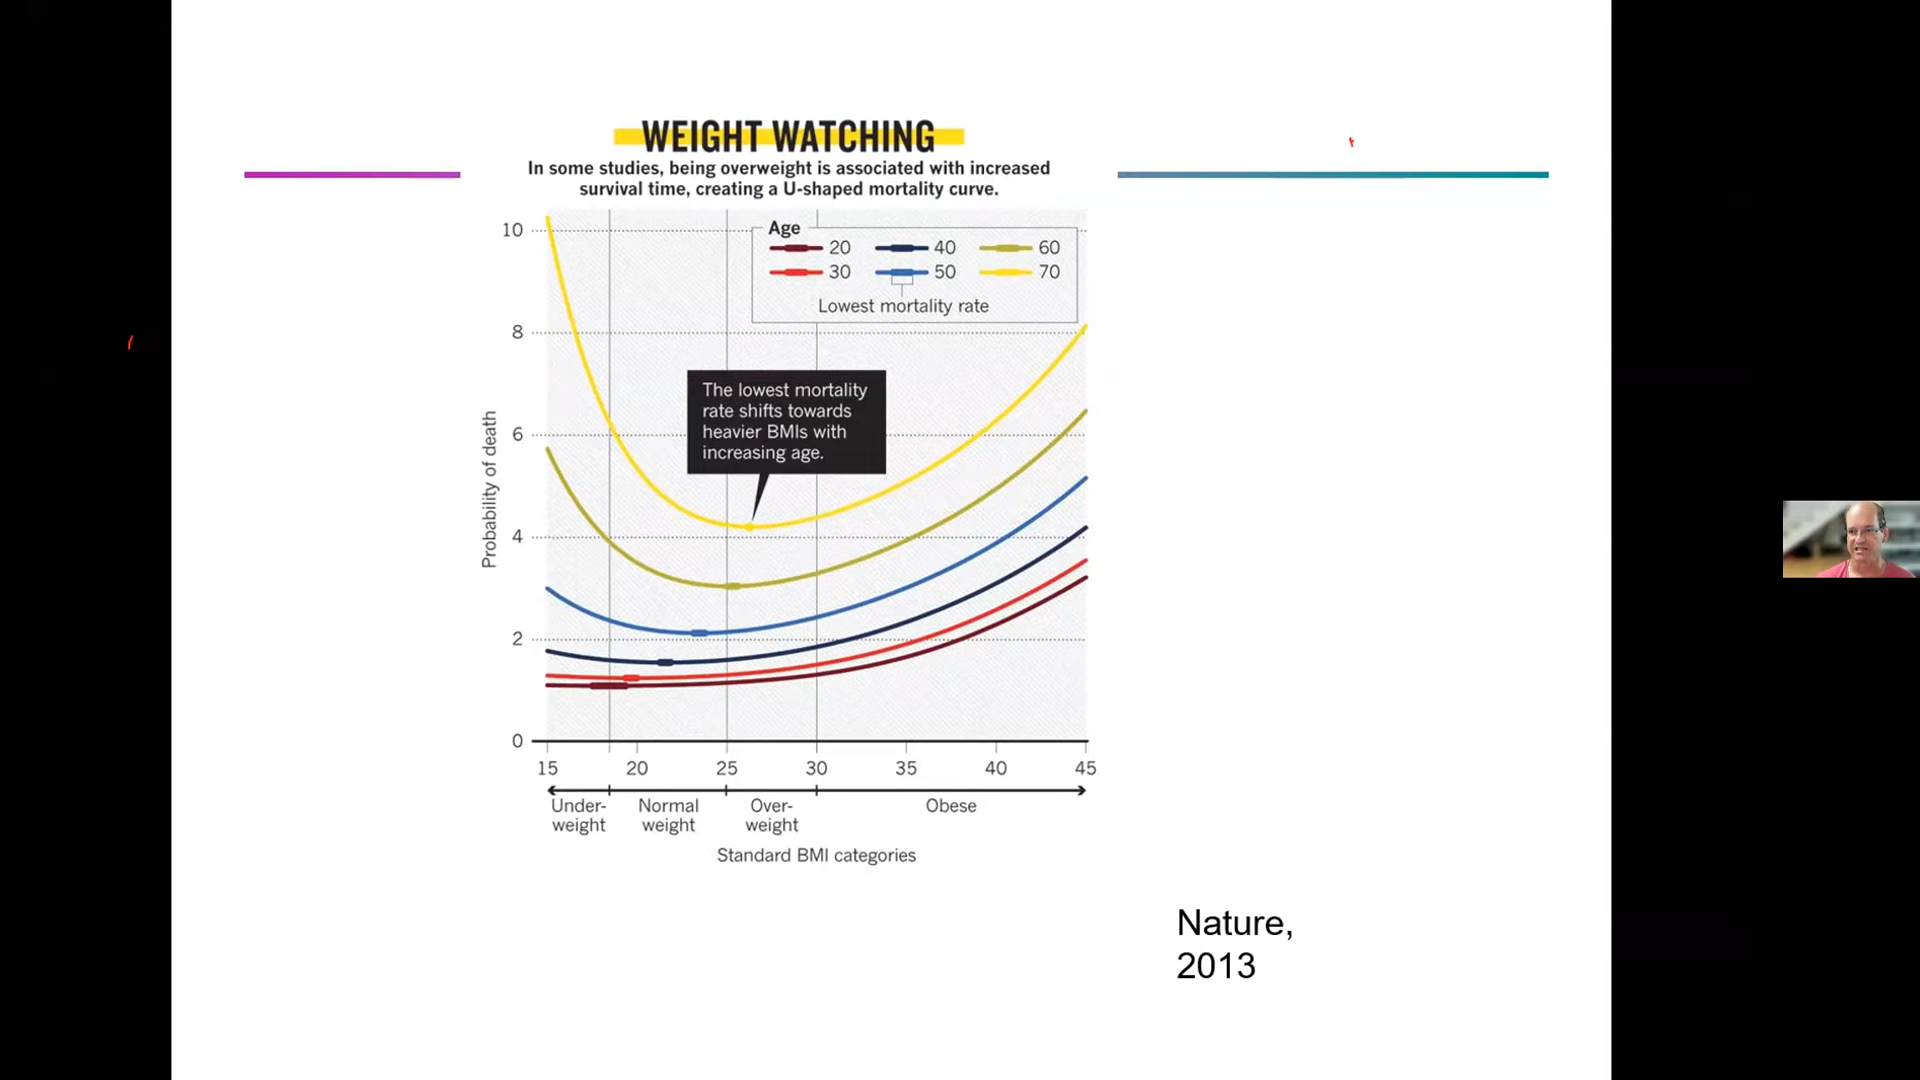 WEIGHT WATCHING
In some studies, being overweight is associated with increased
survival time, creating a U-shaped mortality curve.
10
8
6
4
2
0
Probability of death
Age
20
40
60
30
50
70
Lowest mortality rate
The lowest mortality
rate shifts towards
heavier BMIs with
increasing age.
15 20 25 30 35 40 45
Under-
weight
Normal
weight
Over-
weight
Obese
Standard BMI categories
Nature,
2013